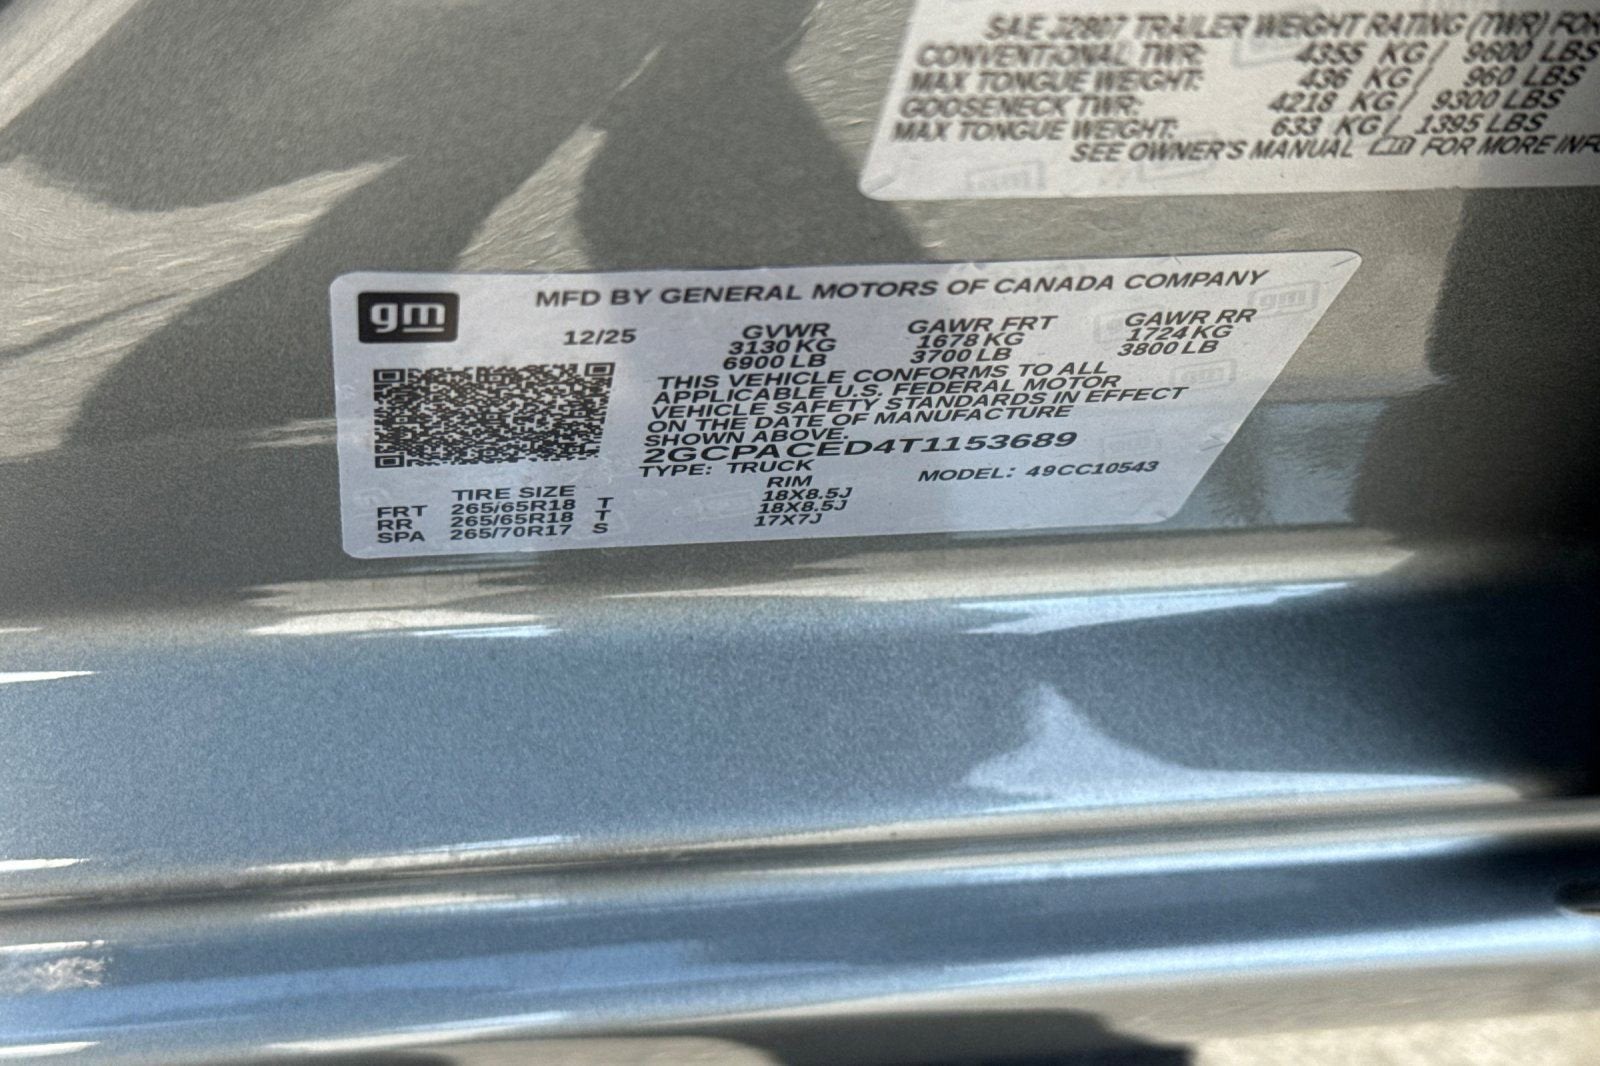 SAE J2807 TRAILER WEIGHT RATING (TWR) FOR
CONVENTIONAL TWR: 4355 KG / 9600 LBS
MAX TONGUE WEIGHT: 436 KG / 960 LBS
GOOSENECK TWR: 4218 KG / 9300 LBS
MAX TONGUE WEIGHT: 633 KG / 1395 LBS
SEE OWNER'S MANUAL FOR MORE INFO
gm
MFD BY GENERAL MOTORS OF CANADA COMPANY
12/25 GVWR GAWR FRT GAWR RR
3130 KG 1678 KG 1724 KG
6900 LB 3700 LB 3800 LB
THIS VEHICLE CONFORMS TO ALL
APPLICABLE U.S. FEDERAL MOTOR
VEHICLE SAFETY STANDARDS IN EFFECT
ON THE DATE OF MANUFACTURE
SHOWN ABOVE.
2GCPACED4T1153689
TYPE: TRUCK MODEL: 49CC10543
TIRE SIZE RIM
FRT 265/65R18 T 18X8.5J
RR 265/65R18 T 18X8.5J
SPA 265/70R17 S 17X7J